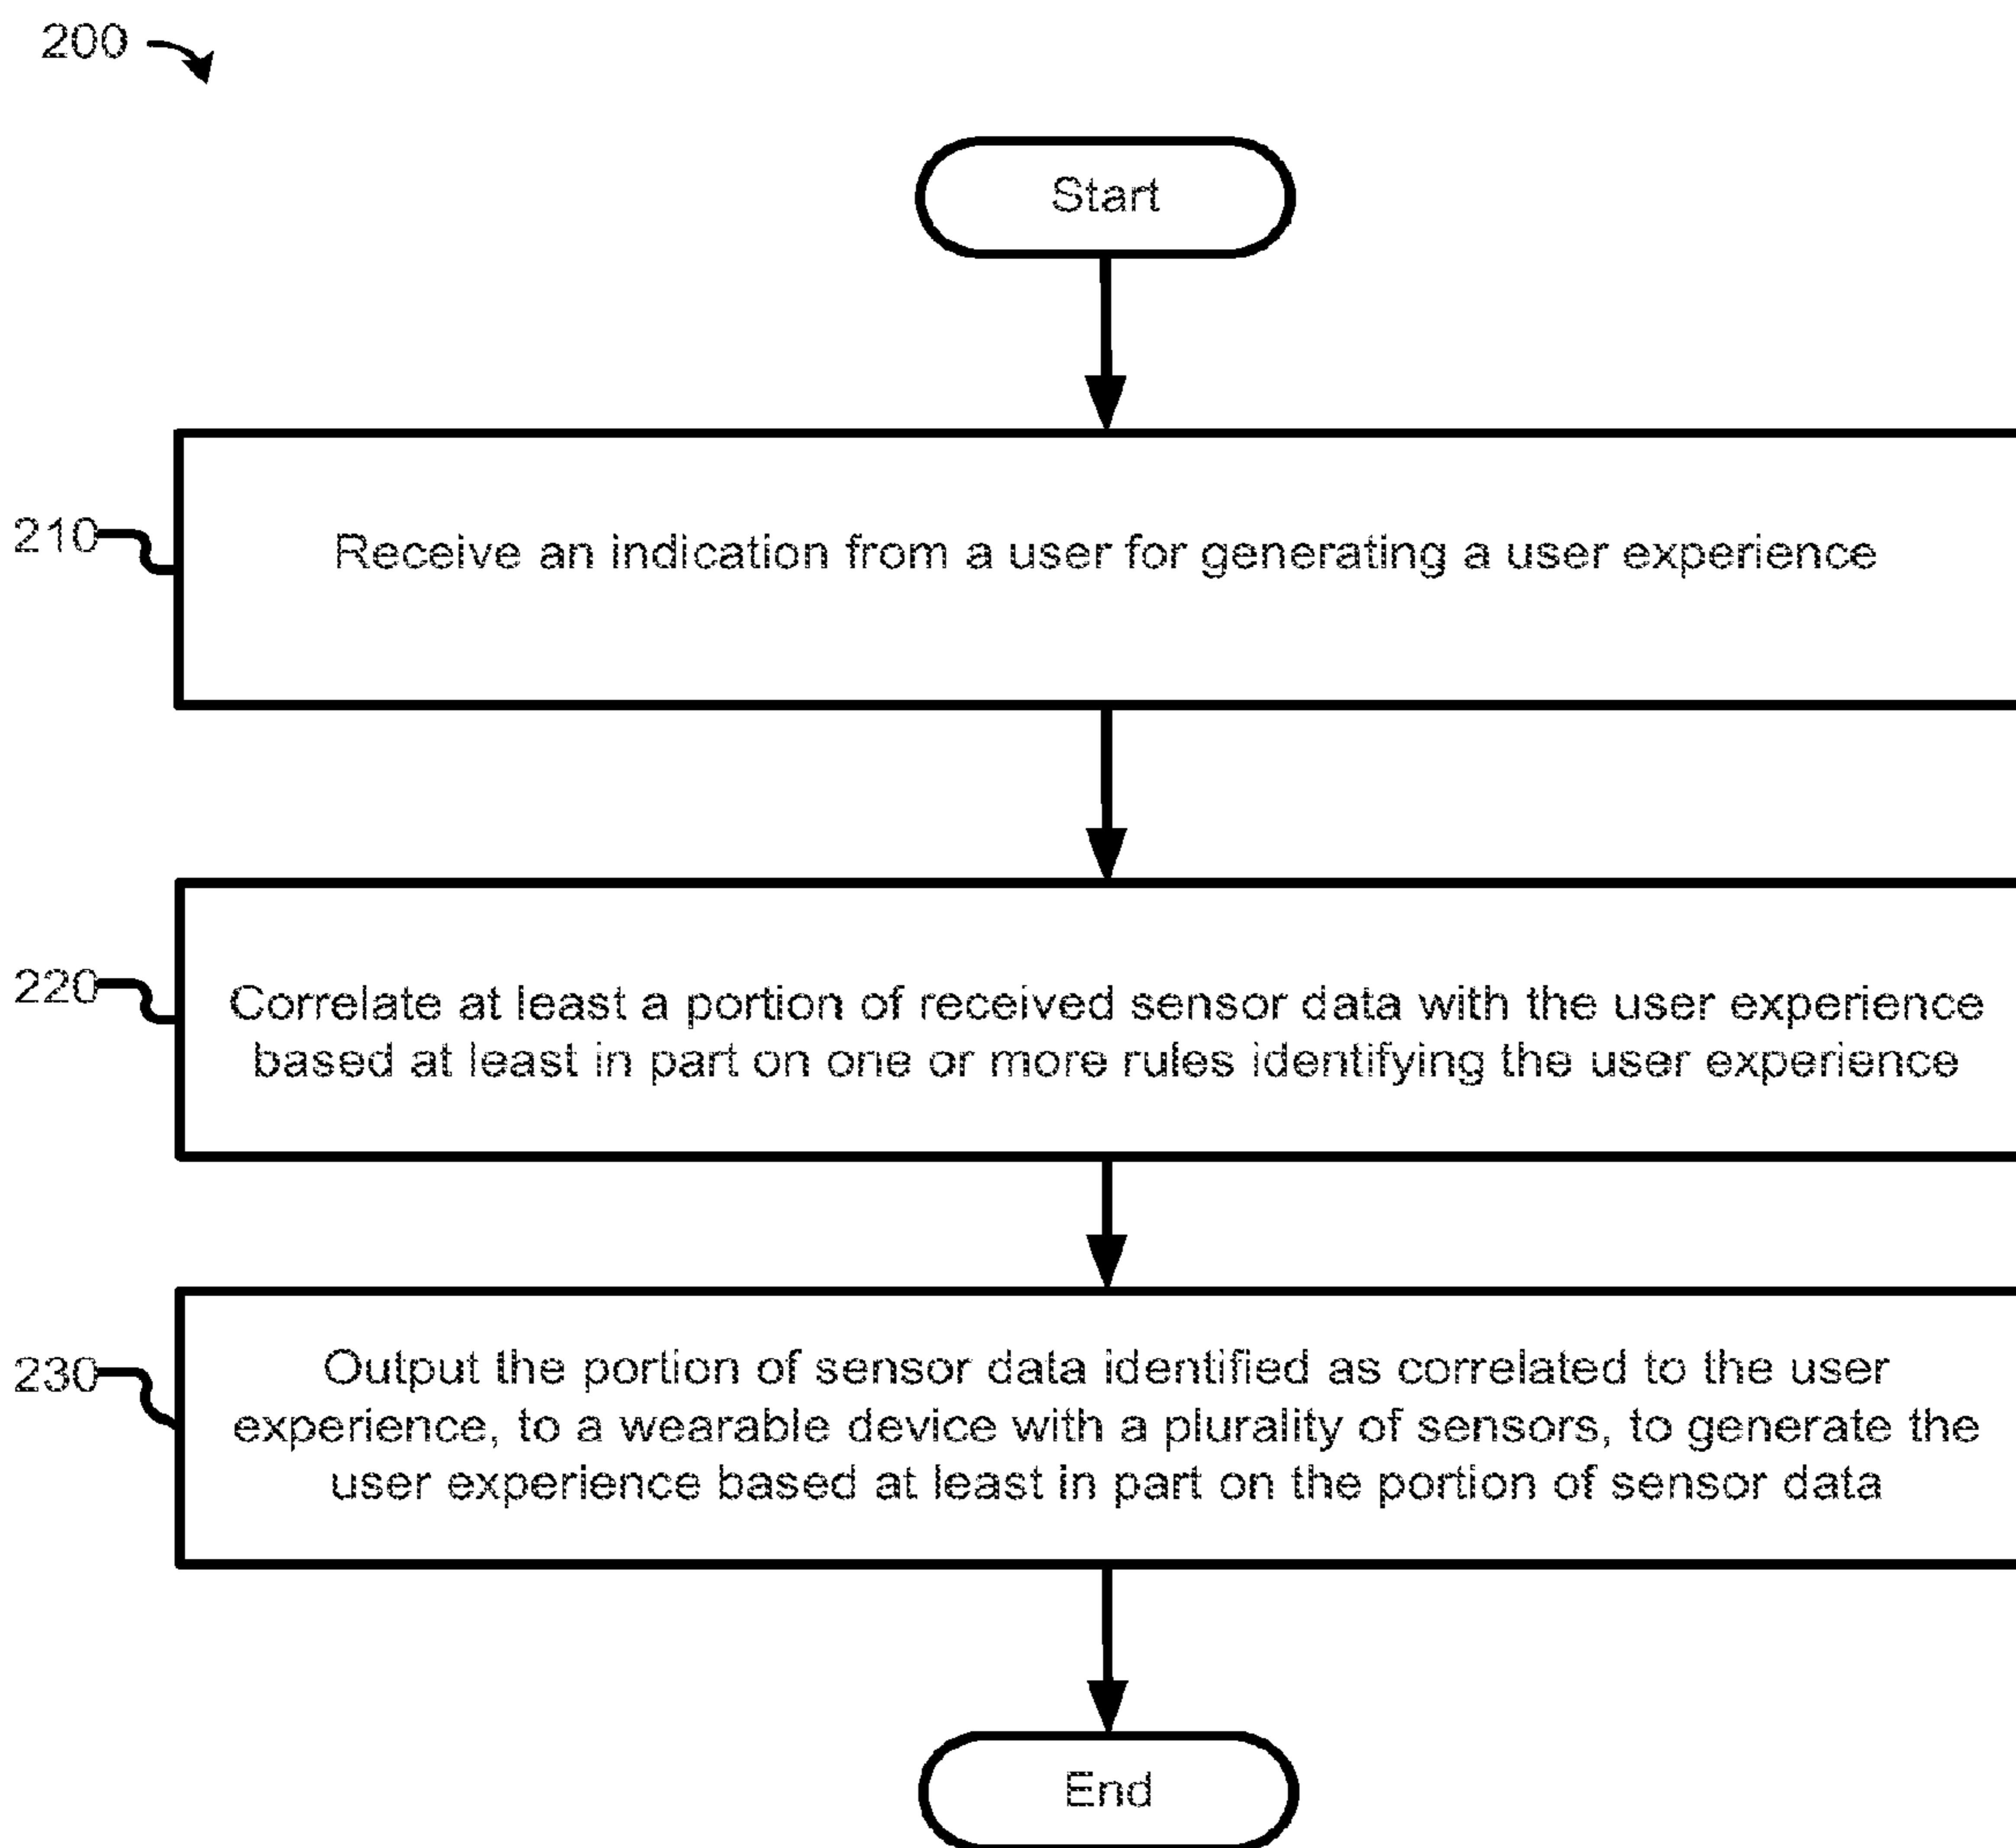 200
Start
210
Receive an indication from a user for generating a user experience
220
Correlate at least a portion of received sensor data with the user experience
based at least in part on one or more rules identifying the user experience
230
Output the portion of sensor data identified as correlated to the user
experience, to a wearable device with a plurality of sensors, to generate the
user experience based at least in part on the portion of sensor data
End